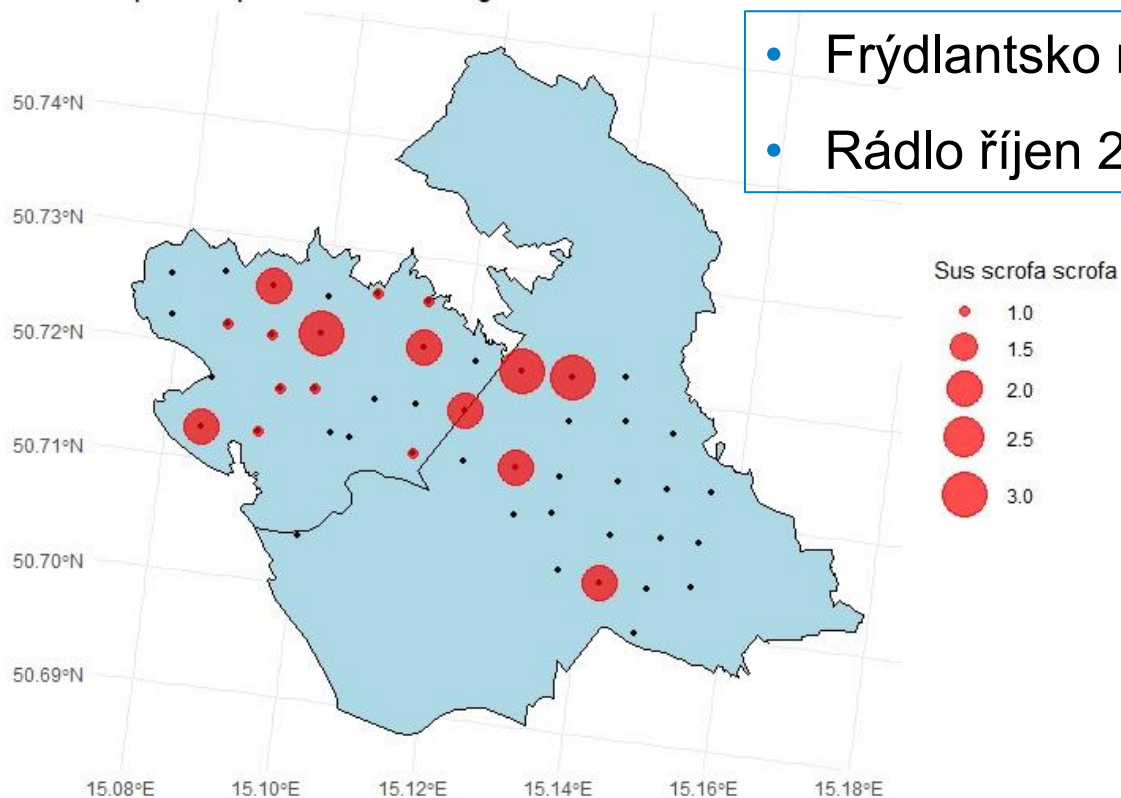 • Frýdlantsko
• Rádlo říjen
50.74°N
50.73°N
50.72°N
50.71°N
50.70°N
50.69°N
Sus scrofa scrofa
1.0
1.5
2.0
2.5
3.0
15.08°E 15.10°E 15.12°E 15.14°E 15.16°E 15.18°E